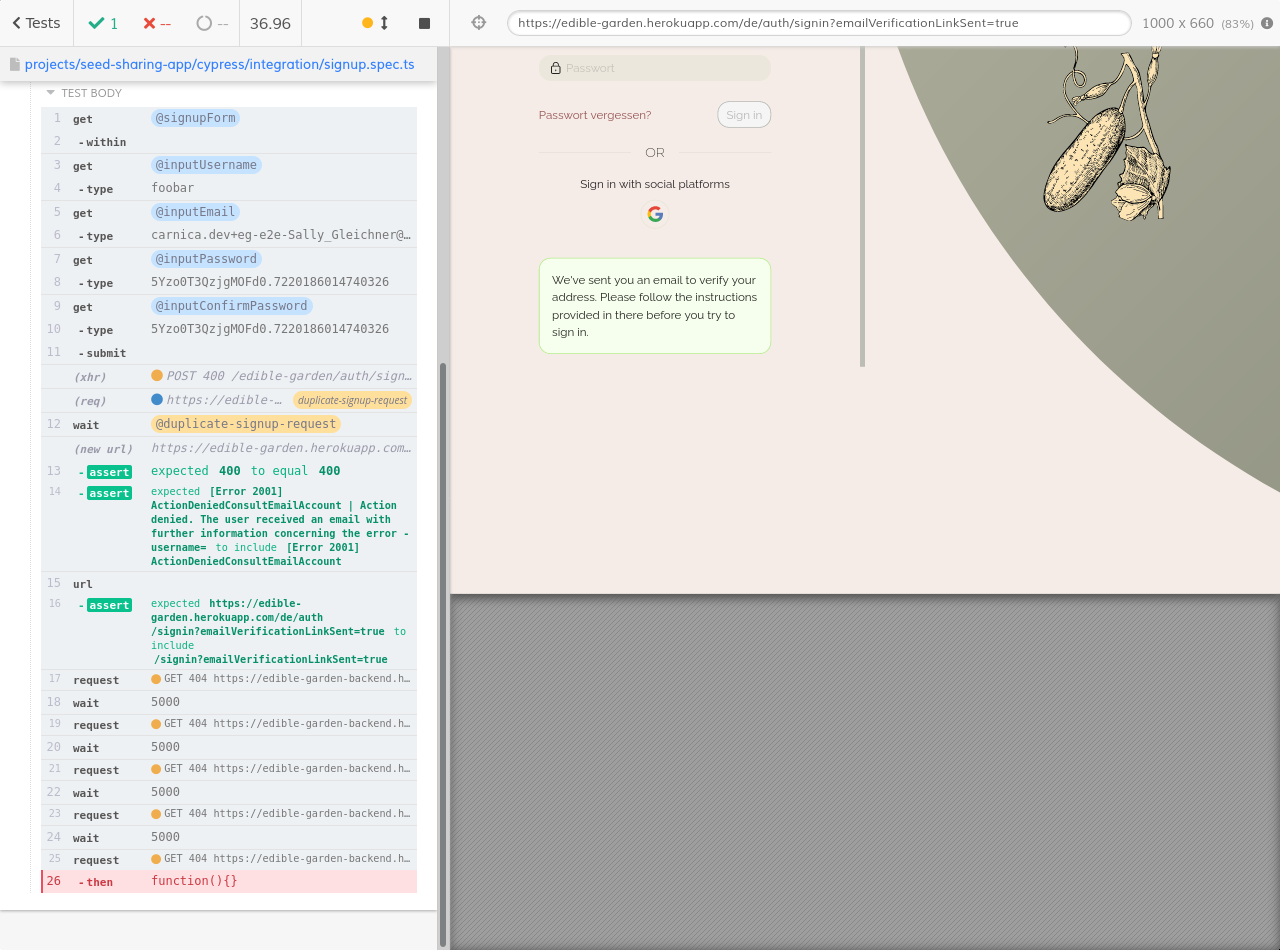 Tests
1
--
--
36.96
https://edible-garden.herokuapp.com/de/auth/signin?emailVerificationLinkSent=true
1000 x 660 (83%)
projects/seed-sharing-app/cypress/integration/signup.spec.ts
TEST BODY
1 get @signupForm
2 -within
3 get @inputUsername
4 -type foobar
5 get @inputEmail
6 -type carnica.dev+eg-e2e-Sally_Gleichner@…
7 get @inputPassword
8 -type 5Yzo0T3QzjgMOFd0.7220186014740326
9 get @inputConfirmPassword
10 -type 5Yzo0T3QzjgMOFd0.7220186014740326
11 -submit
(xhr) POST 400 /edible-garden/auth/sign…
(req) https://edible-… duplicate-signup-request
12 wait @duplicate-signup-request
(new url) https://edible-garden.herokuapp.com…
13 -assert expected 400 to equal 400
14 -assert expected [Error 2001]
ActionDeniedConsultEmailAccount | Action
denied. The user received an email with
further information concerning the error -
username= to include [Error 2001]
ActionDeniedConsultEmailAccount
15 url
16 -assert expected https://edible-
garden.herokuapp.com/de/auth
/signin?emailVerificationLinkSent=true to
include
/signin?emailVerificationLinkSent=true
17 request GET 404 https://edible-garden-backend.h…
18 wait 5000
19 request GET 404 https://edible-garden-backend.h…
20 wait 5000
21 request GET 404 https://edible-garden-backend.h…
22 wait 5000
23 request GET 404 https://edible-garden-backend.h…
24 wait 5000
25 request GET 404 https://edible-garden-backend.h…
26 -then function(){}
Passwort
Passwort vergessen?
Sign in
OR
Sign in with social platforms
We've sent you an email to verify your
address. Please follow the instructions
provided in there before you try to
sign in.